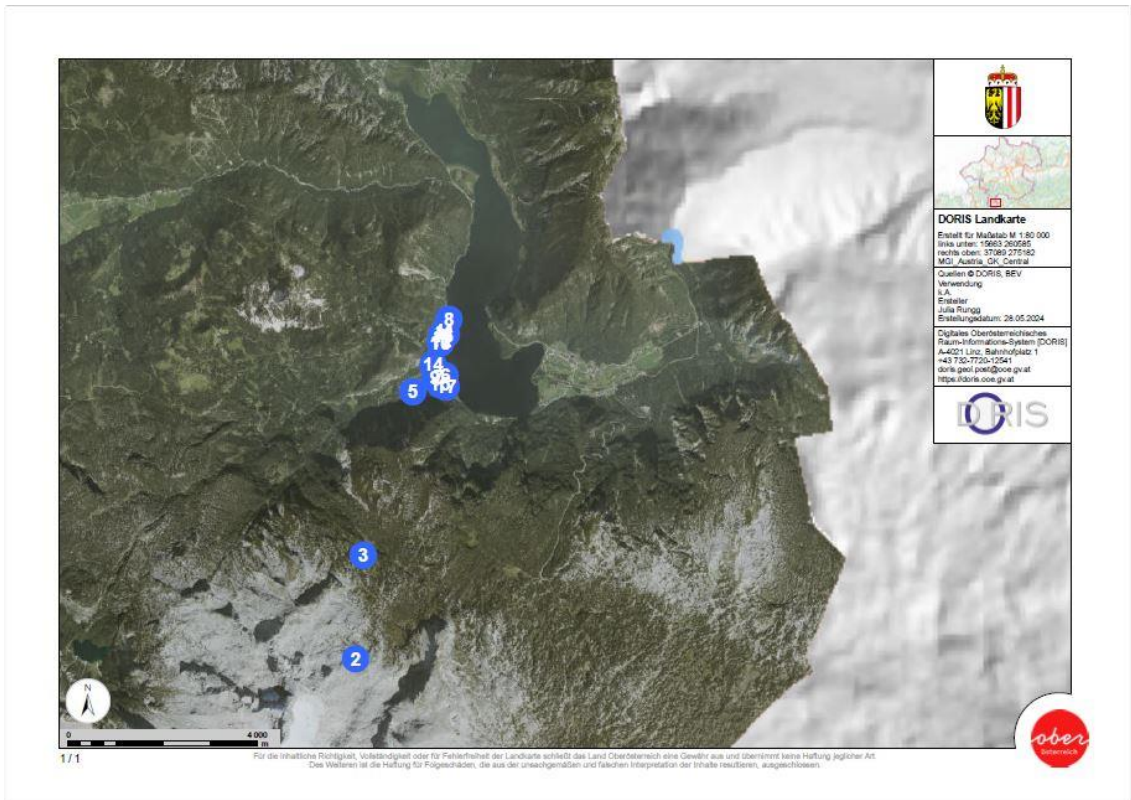 8
14
5
17
3
2
N
0
4 000
m
DORIS Landkarte
Erstellt für Maßstab M 1:80 000
links unten: 15663 260585
rechts oben: 37089 275182
MGI_Austria_GK_Central
Quellen © DORIS, BEV
Verwendung
k.A.
Ersteller
Julia Rungg
Erstellungsdatum: 28.05.2024
Digitales Oberösterreichisches
Raum-Informations-System [DORIS]
A-4021 Linz, Bahnhofplatz 1
+43 732-7720-12541
doris.geol.post@ooe.gv.at
https://doris.ooe.gv.at
DORIS
1 / 1
Für die inhaltliche Richtigkeit, Vollständigkeit oder für Fehlerfreiheit der Landkarte schließt das Land Oberösterreich eine Gewähr aus und übernimmt keine Haftung jeglicher Art.
Des Weiteren ist die Haftung für Folgeschäden, die aus der unsachgemäßen und falschen Interpretation der Inhalte resultieren, ausgeschlossen.
ober
österreich